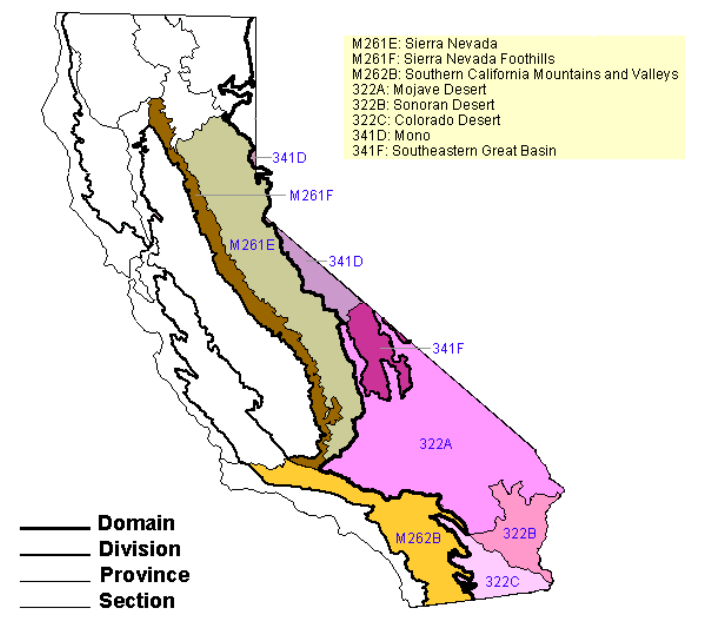 M261E: Sierra Nevada
M261F: Sierra Nevada Foothills
M262B: Southern California Mountains and Valleys
322A: Mojave Desert
322B: Sonoran Desert
322C: Colorado Desert
341D: Mono
341F: Southeastern Great Basin
341D
M261F
M261E
341D
341F
322A
322B
M262B
322C
Domain
Division
Province
Section